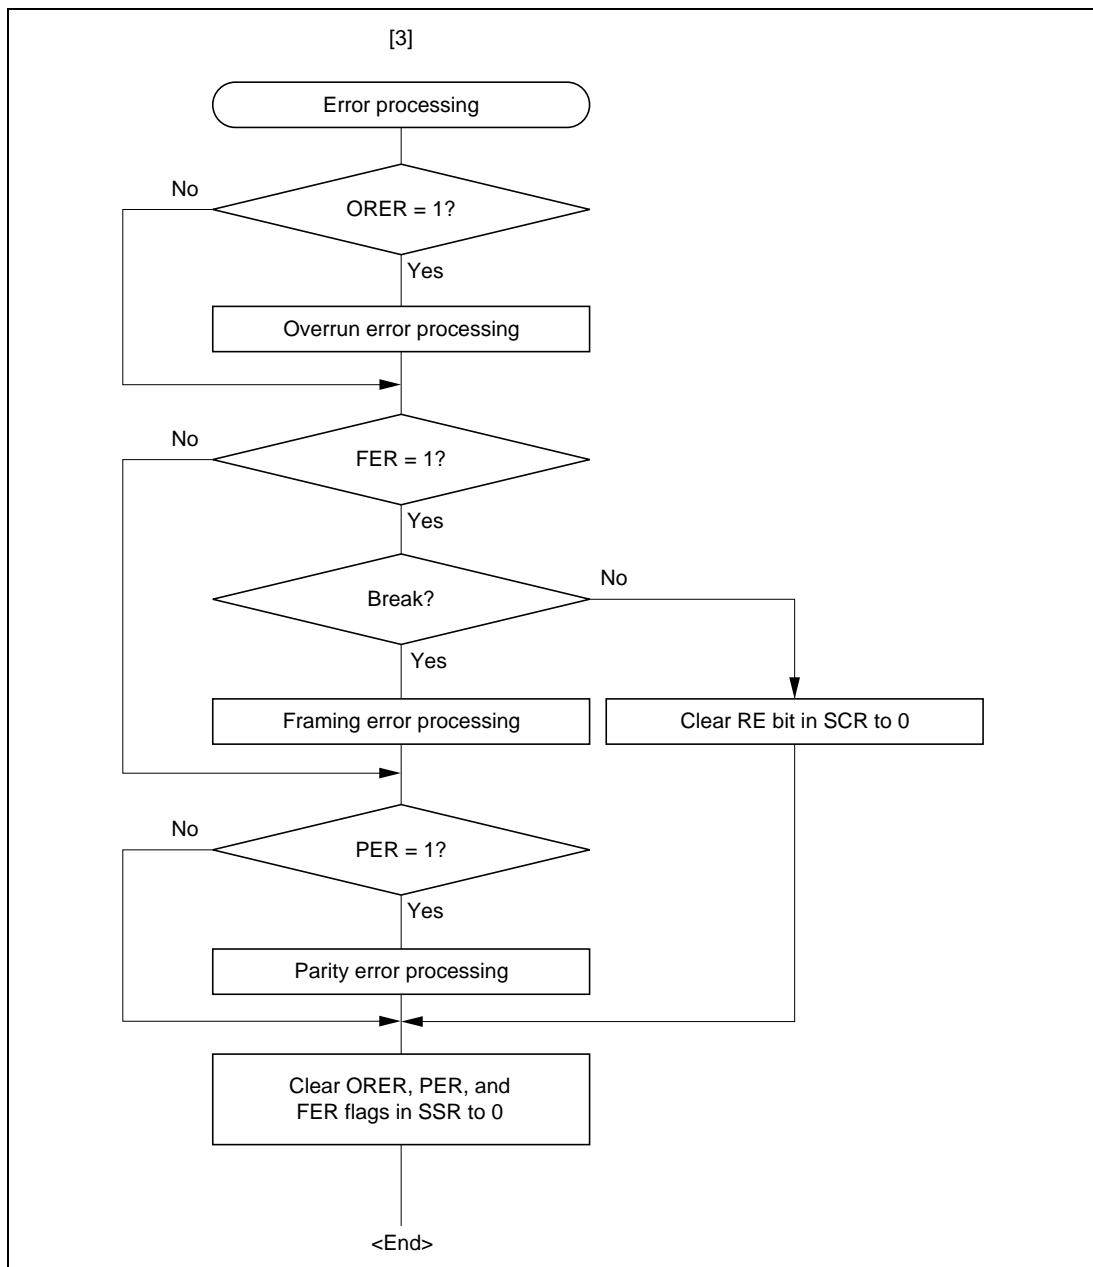 [3]
Error processing
No
ORER = 1?
Yes
Overrun error processing
No
FER = 1?
Yes
No
Break?
Yes
Framing error processing
Clear RE bit in SCR to 0
No
PER = 1?
Yes
Parity error processing
Clear ORER, PER, and
FER flags in SSR to 0
<End>